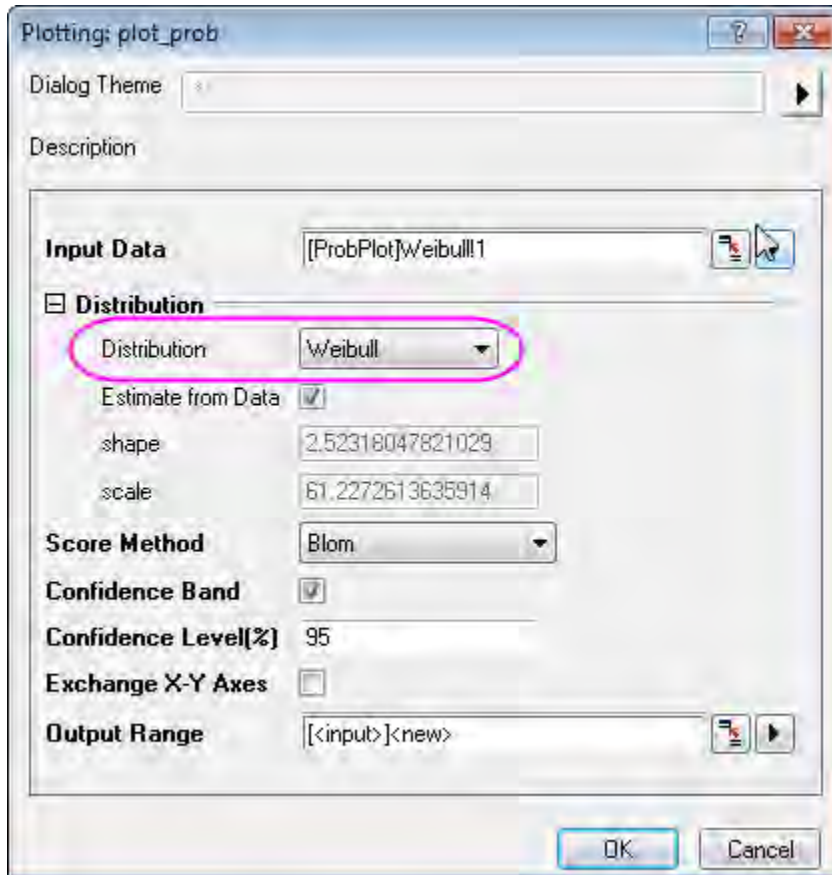 Plotting: plot_prob
Dialog Theme *
Description
Input Data [ProbPlot]Weibull!1
Distribution
Distribution Weibull
Estimate from Data
shape 2.52318047821029
scale 61.2272613635914
Score Method Blom
Confidence Band
Confidence Level(%) 95
Exchange X-Y Axes
Output Range [<input>]<new>
OK Cancel